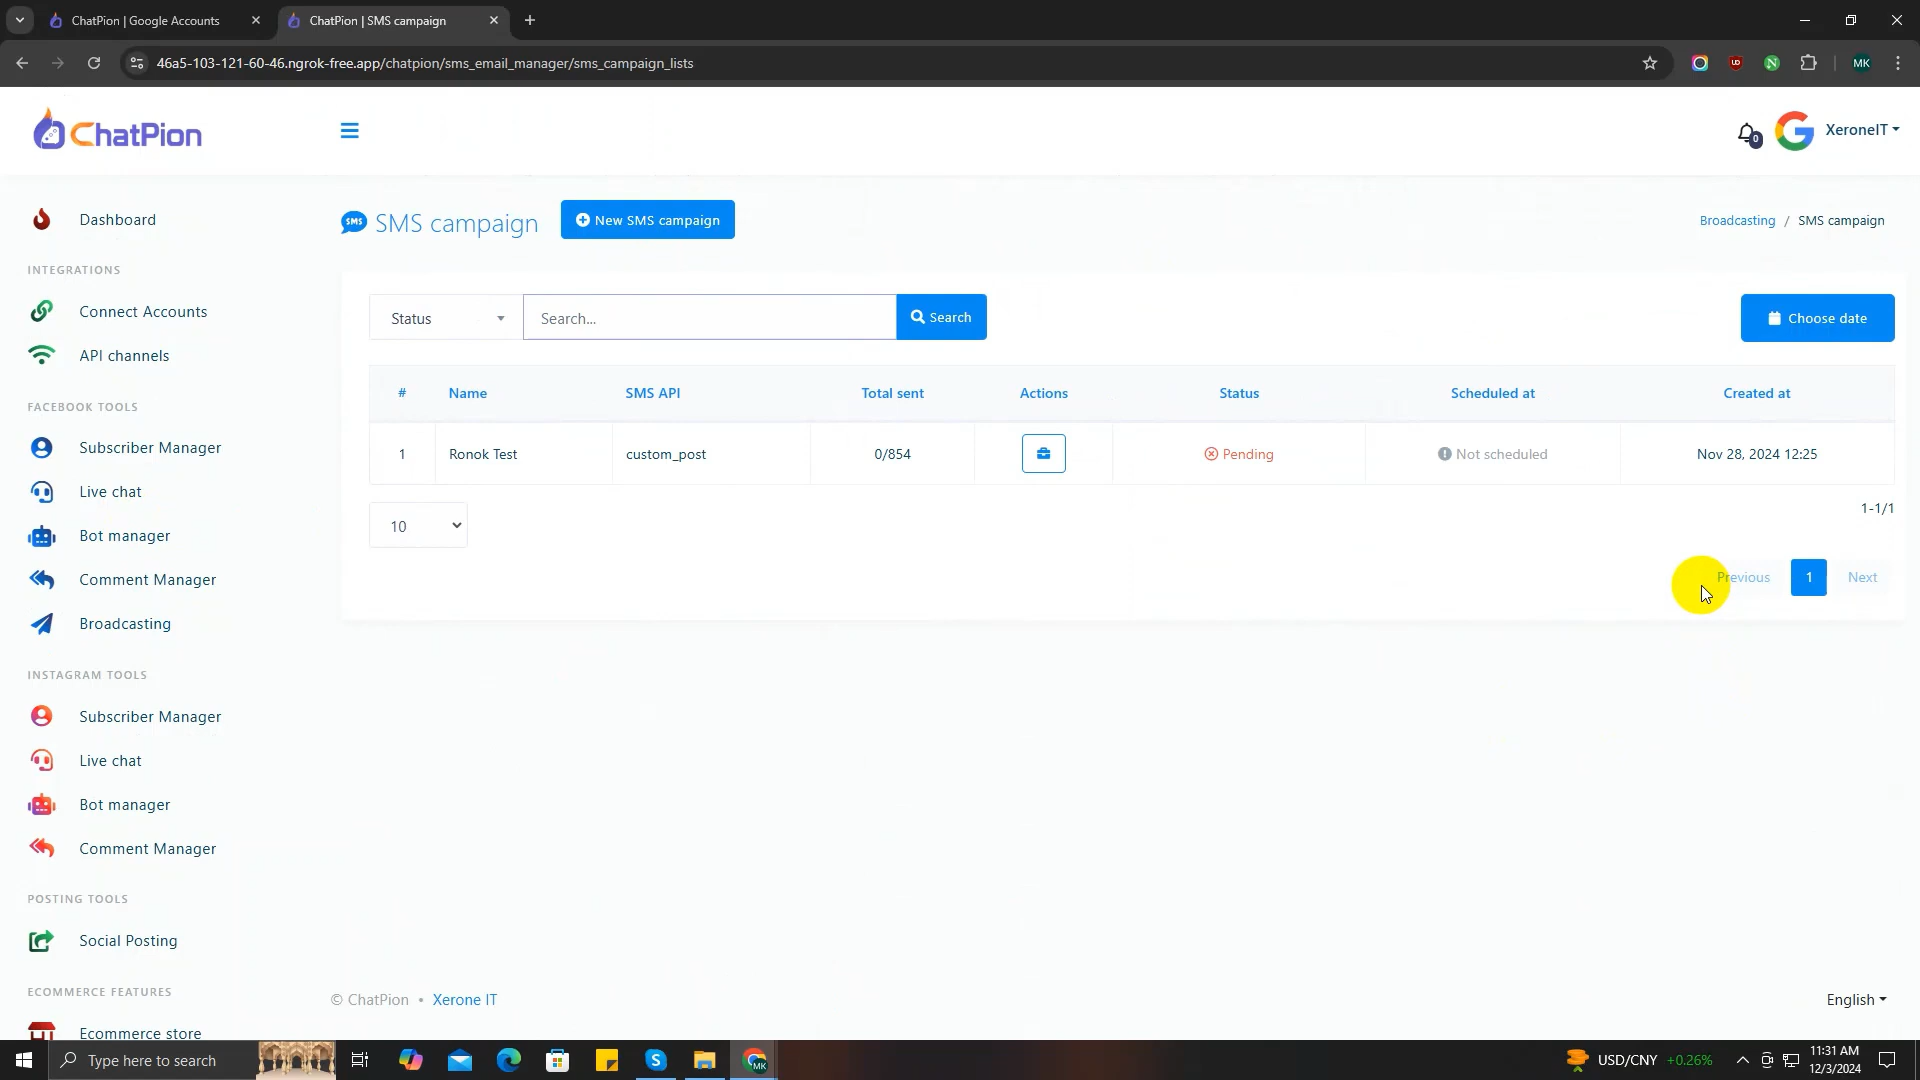 ChatPion | Google Accounts
ChatPion | SMS campaign
46a5-103-121-60-46.ngrok-free.app/chatpion/sms_email_manager/sms_campaign_lists
MK
ChatPion
0
XeroneIT
Dashboard
INTEGRATIONS
Connect Accounts
API channels
FACEBOOK TOOLS
Subscriber Manager
Live chat
Bot manager
Comment Manager
Broadcasting
INSTAGRAM TOOLS
Subscriber Manager
Live chat
Bot manager
Comment Manager
POSTING TOOLS
Social Posting
ECOMMERCE FEATURES
Ecommerce store
SMS SMS campaign
New SMS campaign
Broadcasting / SMS campaign
Status
Search...
Search
Choose date
# Name SMS API Total sent Actions Status Scheduled at Created at
1 Ronok Test custom_post 0/854 Pending Not scheduled Nov 28, 2024 12:25
10
1-1/1
Previous 1 Next
© ChatPion • Xerone IT
English
Type here to search
MK
USD/CNY +0.26%
11:31 AM
12/3/2024